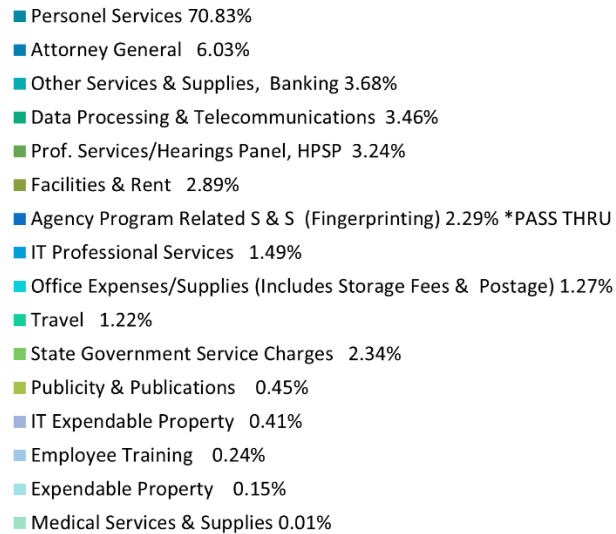 Personel Services 70.83%
Attorney General 6.03%
Other Services & Supplies, Banking 3.68%
Data Processing & Telecommunications 3.46%
Prof. Services/Hearings Panel, HPSP 3.24%
Facilities & Rent 2.89%
Agency Program Related S & S (Fingerprinting) 2.29% *PASS THRU
IT Professional Services 1.49%
Office Expenses/Supplies (Includes Storage Fees & Postage) 1.27%
Travel 1.22%
State Government Service Charges 2.34%
Publicity & Publications 0.45%
IT Expendable Property 0.41%
Employee Training 0.24%
Expendable Property 0.15%
Medical Services & Supplies 0.01%